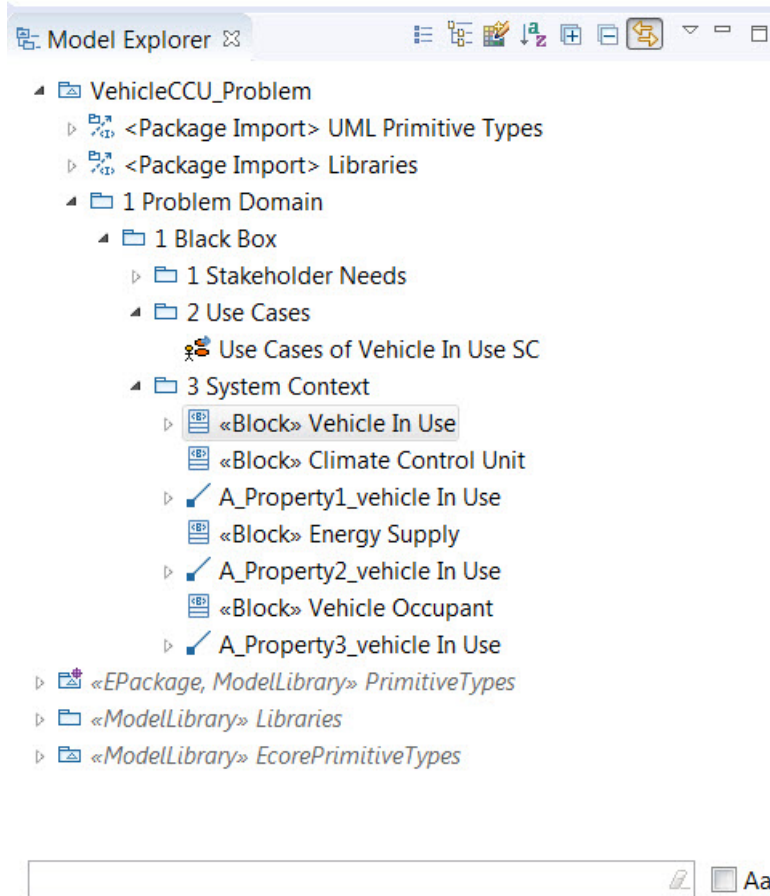 Model Explorer
VehicleCCU_Problem
<Package Import> UML Primitive Types
<Package Import> Libraries
1 Problem Domain
1 Black Box
1 Stakeholder Needs
2 Use Cases
Use Cases of Vehicle In Use SC
3 System Context
«Block» Vehicle In Use
«Block» Climate Control Unit
A_Property1_vehicle In Use
«Block» Energy Supply
A_Property2_vehicle In Use
«Block» Vehicle Occupant
A_Property3_vehicle In Use
«EPackage, ModelLibrary» PrimitiveTypes
«ModelLibrary» Libraries
«ModelLibrary» EcorePrimitiveTypes
Aa